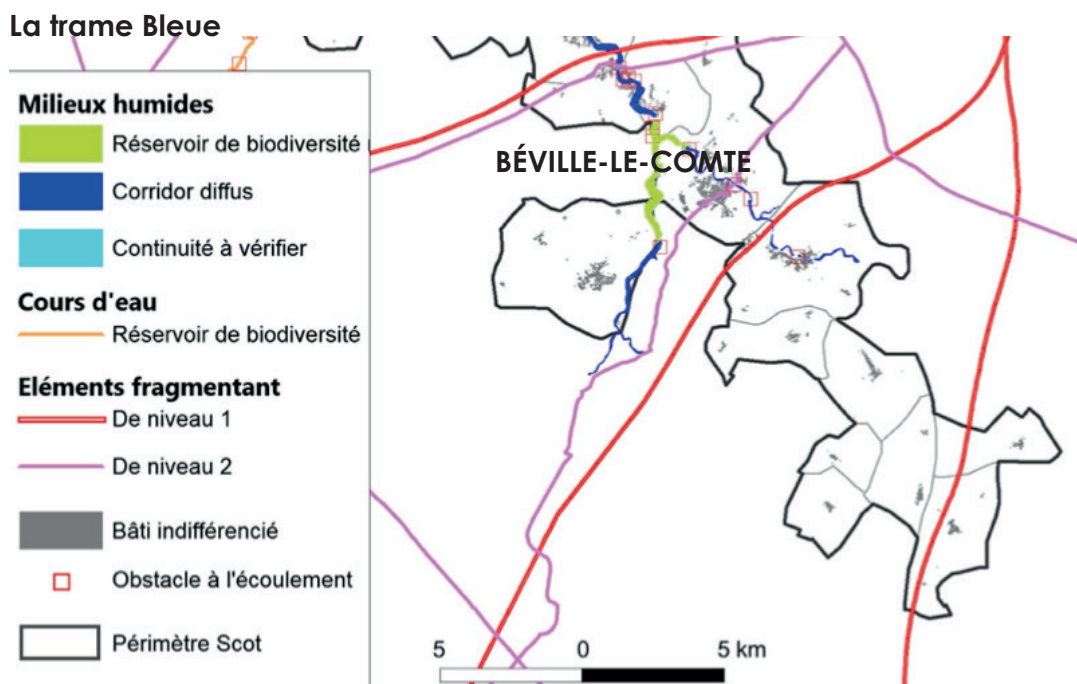 La trame Bleue
Milieux humides
Réservoir de biodiversité
Corridor diffus
Continuité à vérifier
Cours d'eau
Réservoir de biodiversité
Eléments fragmentant
De niveau 1
De niveau 2
Bâti indifférencié
Obstacle à l'écoulement
Périmètre Scot
BÉVILLE-LE-COMTE
5 0 5 km